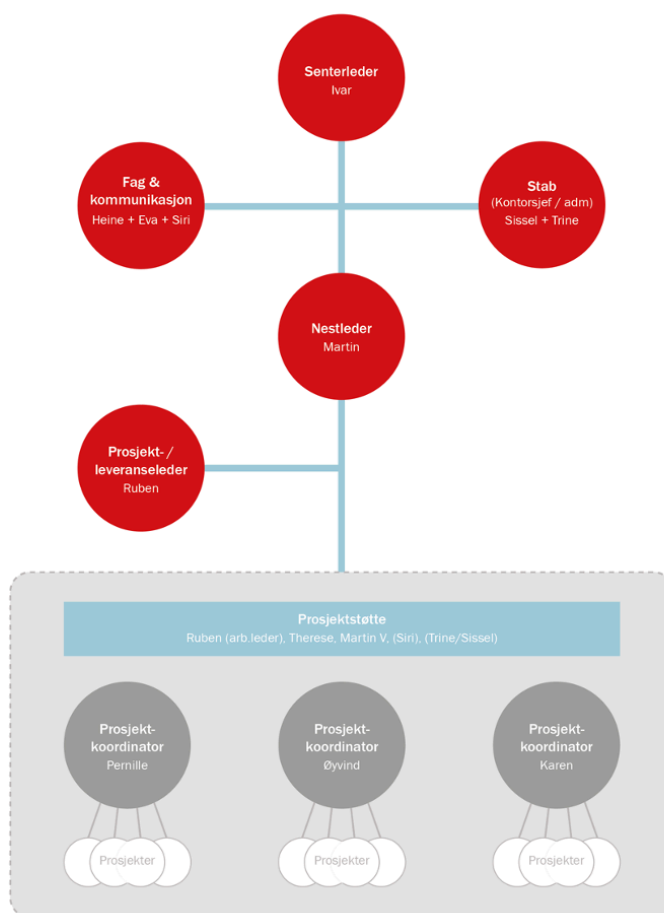 Senterleder
Ivar
Fag &
kommunikasjon
Heine + Eva + Siri
Stab
(Kontorsjef / adm)
Sissel + Trine
Nestleder
Martin
Prosjekt- /
leveranseleder
Ruben
Prosjektstøtte
Ruben (arb.leder), Therese, Martin V, (Siri), (Trine/Sissel)
Prosjekt-
koordinator
Pernille
Prosjekt-
koordinator
Øyvind
Prosjekt-
koordinator
Karen
Prosjekter
Prosjekter
Prosjekter